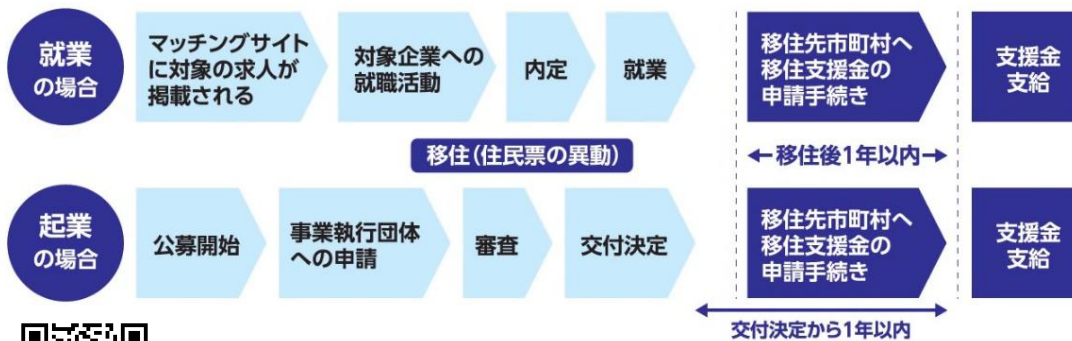 就業
の場合
マッチングサイト
に対象の求人が
掲載される
対象企業への
就職活動
内定
就業
移住先市町村へ
移住支援金の
申請手続き
支援金
支給
移住(住民票の異動)
移住後1年以内
起業
の場合
公募開始
事業執行団体
への申請
審査
交付決定
移住先市町村へ
移住支援金の
申請手続き
支援金
支給
交付決定から1年以内